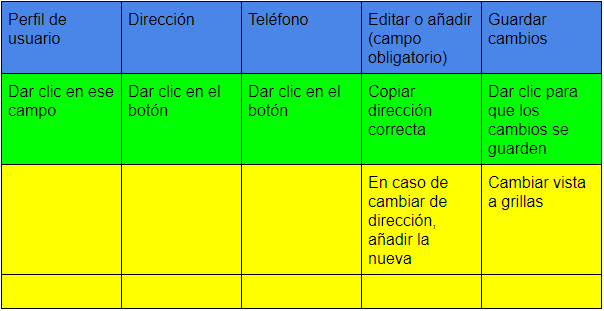 Perfil de
usuario
Dirección
Teléfono
Editar o añadir
(campo
obligatorio)
Guardar
cambios
Dar clic en ese
campo
Dar clic en el
botón
Dar clic en el
botón
Copiar
dirección
correcta
Dar clic para
que los
cambios se
guarden
En caso de
cambiar de
dirección,
añadir la
nueva
Cambiar vista
a grillas